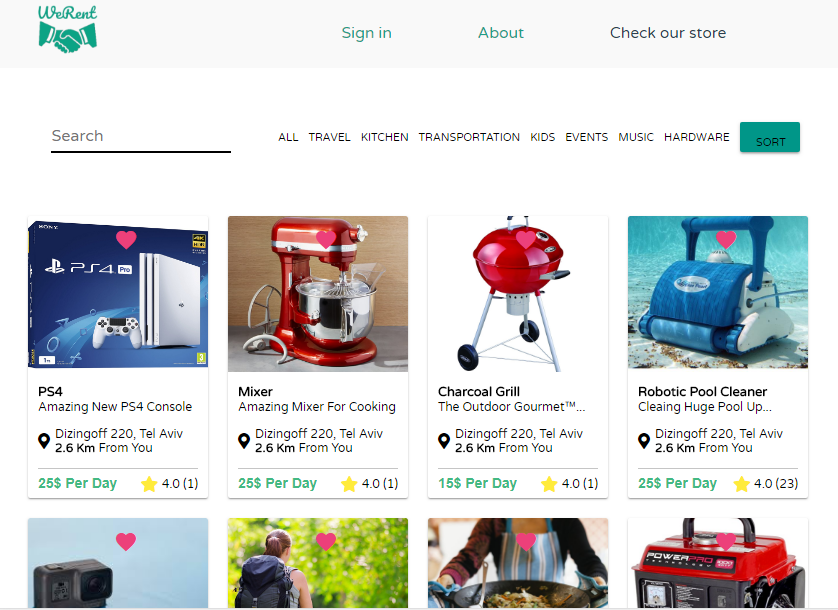 WeRent
Sign in About Check our store
Search ALL TRAVEL KITCHEN TRANSPORTATION KIDS EVENTS MUSIC HARDWARE SORT
SONY
4K
HDR
PS4 Pro
1TB
3
PS4 Mixer Charcoal Grill Robotic Pool Cleaner
Amazing New PS4 Console Amazing Mixer For Cooking The Outdoor Gourmet™... Cleaing Huge Pool Up...
Dizingoff 220, Tel Aviv Dizingoff 220, Tel Aviv Dizingoff 220, Tel Aviv Dizingoff 220, Tel Aviv
2.6 Km From You 2.6 Km From You 2.6 Km From You 2.6 Km From You
25$ Per Day 4.0 (1) 25$ Per Day 4.0 (1) 15$ Per Day 4.0 (1) 25$ Per Day 4.0 (23)
POWERPRO
TECHNOLOGY